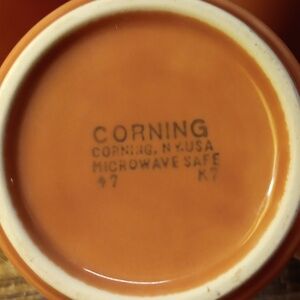 CORNING
CORNING, N.Y. USA
MICROWAVE SAFE
47 K7